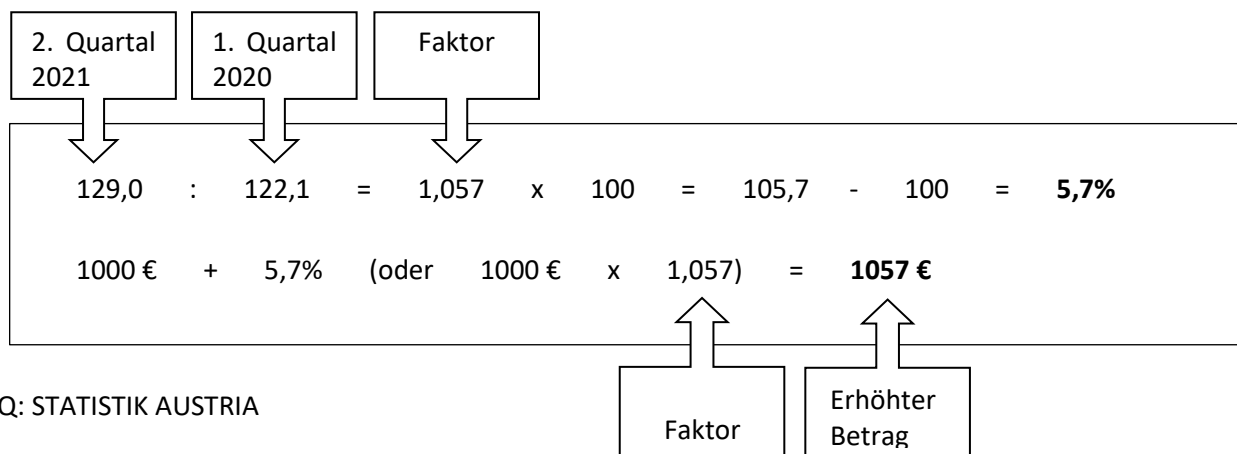 2. Quartal
2021
1. Quartal
2020
Faktor
129,0 : 122,1 = 1,057 x 100 = 105,7 - 100 = 5,7%
1000 € + 5,7% (oder 1000 € x 1,057) = 1057 €
Q: STATISTIK AUSTRIA
Faktor
Erhöhter
Betrag